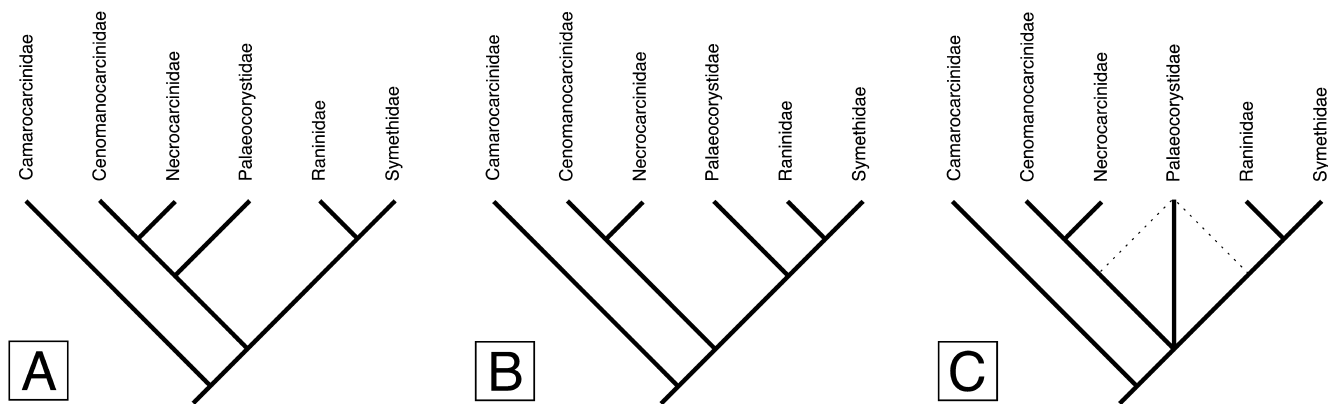 Camarocarcinidae
Cenomanocarcinidae
Necrocarcinidae
Palaeocorystidae
Raninidae
Symethidae
A
Camarocarcinidae
Cenomanocarcinidae
Necrocarcinidae
Palaeocorystidae
Raninidae
Symethidae
B
Camarocarcinidae
Cenomanocarcinidae
Necrocarcinidae
Palaeocorystidae
Raninidae
Symethidae
C